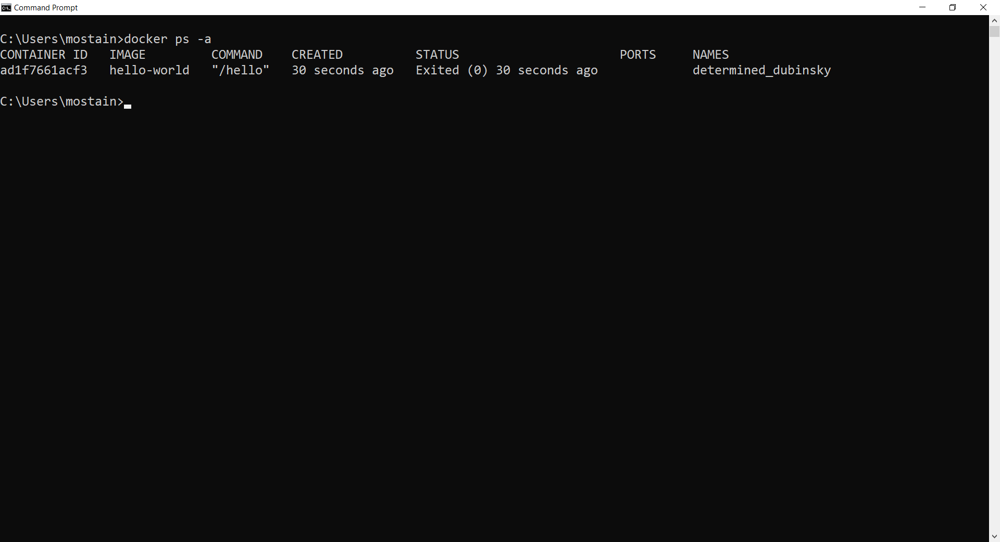 Command Prompt
C:\Users\mostain>docker ps -a
CONTAINER ID   IMAGE         COMMAND    CREATED          STATUS                      PORTS     NAMES
ad1f7661acf3   hello-world   "/hello"   30 seconds ago   Exited (0) 30 seconds ago             determined_dubinsky
C:\Users\mostain>